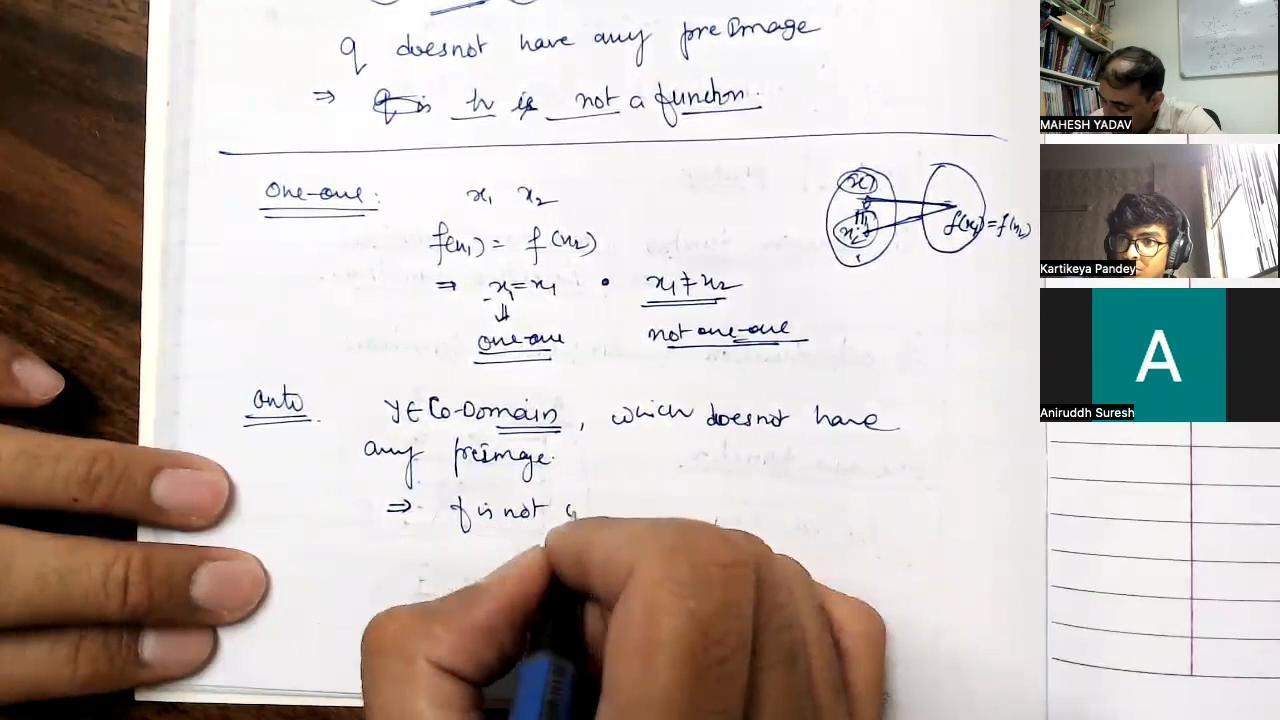 q doesnot have any preimage
⇒ h is not a function.
One-one: x₁ x₂
f(x₁) = f(x₂)
⇒ x₁ = x₁ • x₁ ≠ x₂
⇓
one-one not one-one
x₁
x₂
f(x₁) = f(x₂)
onto. Y ∈ Co-Domain, which doesnot have
any preimage.
⇒ f is not
MAHESH YADAV
Kartikeya Pandey
A
Aniruddh Suresh